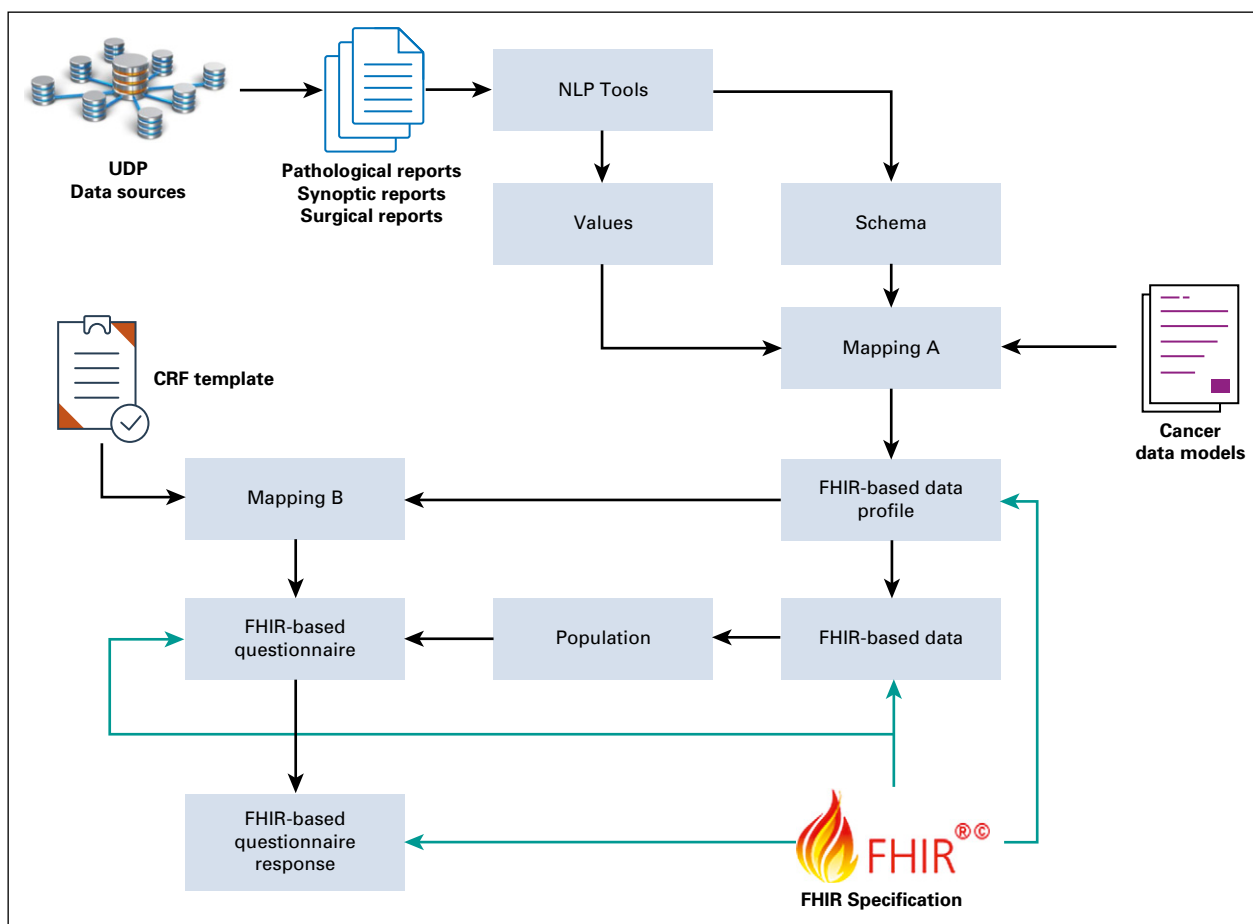 NLP Tools
UDP
Data sources
Pathological reports
Synoptic reports
Surgical reports
Values
Schema
Mapping A
CRF template
Cancer
data models
Mapping B
FHIR-based data
profile
FHIR-based
questionnaire
Population
FHIR-based data
FHIR-based
questionnaire
response
FHIR®©
FHIR Specification